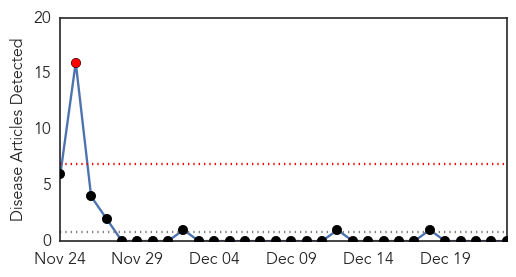 Disease Articles Detected
20
15
10
5
0
Nov 24
Nov 29
Dec 04
Dec 09
Dec 14
Dec 19